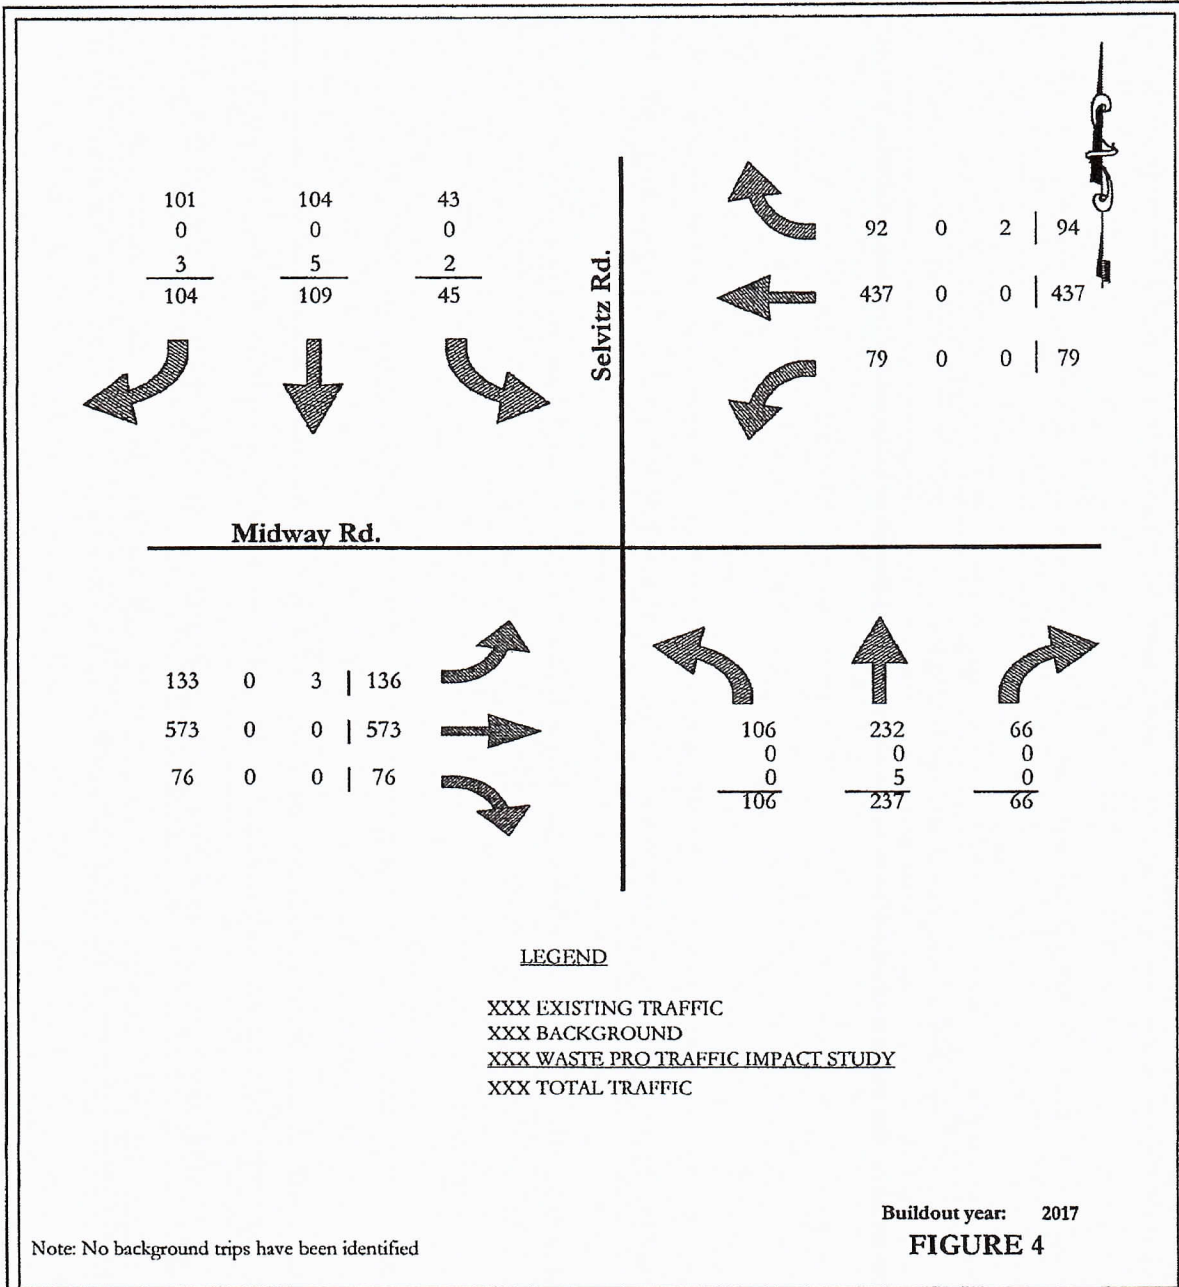 101 104 43
0 0 0
3 5 2
104 109 45
Selvitz Rd.
92 0 2 | 94
437 0 0 | 437
79 0 0 | 79
Midway Rd.
133 0 3 | 136
573 0 0 | 573
76 0 0 | 76
106 232 66
0 0 0
0 5 0
106 237 66
LEGEND
XXX EXISTING TRAFFIC
XXX BACKGROUND
XXX WASTE PRO TRAFFIC IMPACT STUDY
XXX TOTAL TRAFFIC
Buildout year: 2017
Note: No background trips have been identified
FIGURE 4